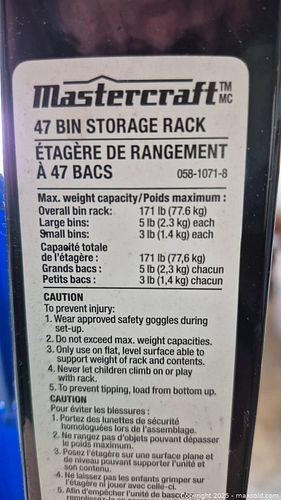 Mastercraft™ MC
47 BIN STORAGE RACK
ÉTAGÈRE DE RANGEMENT
À 47 BACS 058-1071-8
Max. weight capacity/Poids maximum :
Overall bin rack: 171 lb (77.6 kg)
Large bins: 5 lb (2.3 kg) each
Small bins: 3 lb (1.4 kg) each
Capacité totale
de l'étagère : 171 lb (77,6 kg)
Grands bacs : 5 lb (2,3 kg) chacun
Petits bacs : 3 lb (1,4 kg) chacun
CAUTION
To prevent injury:
1. Wear approved safety goggles during
set-up.
2. Do not exceed max. weight capacities.
3. Only use on flat, level surface able to
support weight of rack and contents.
4. Never let children climb on or play
with rack.
5. To prevent tipping, load from bottom up.
CAUTION
Pour éviter les blessures :
1. Portez des lunettes de sécurité
homologuées lors de l'assemblage.
2. Ne rangez pas d'objets pouvant dépasser
le poids maximum.
3. Posez l'étagère sur une surface plane et
de niveau pouvant supporter l'unité et
son contenu.
4. Ne laissez pas les enfants grimper sur
l'étagère ni jouer avec celle-ci.
5. Afin d'empêcher l'unité de basculer
Copyright 2025 - maxsold.com